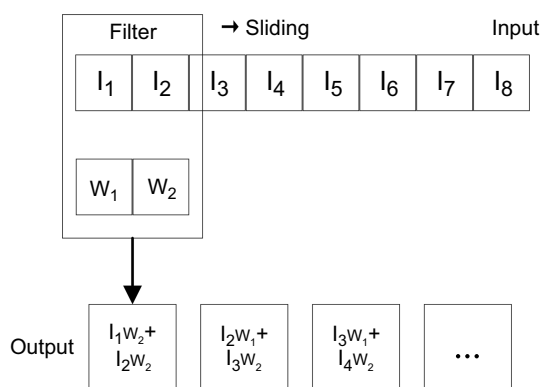 Filter → Sliding Input
I₁ I₂ I₃ I₄ I₅ I₆ I₇ I₈
W₁ W₂
Output
I₁W₂+
I₂W₂
I₂W₁+
I₃W₂
I₃W₁+
I₄W₂
...